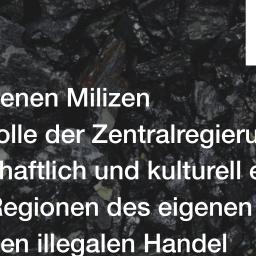 enen Milizen
olle der Zentralregieru
haftlich und kulturell e
Regionen des eigenen
en illegalen Handel